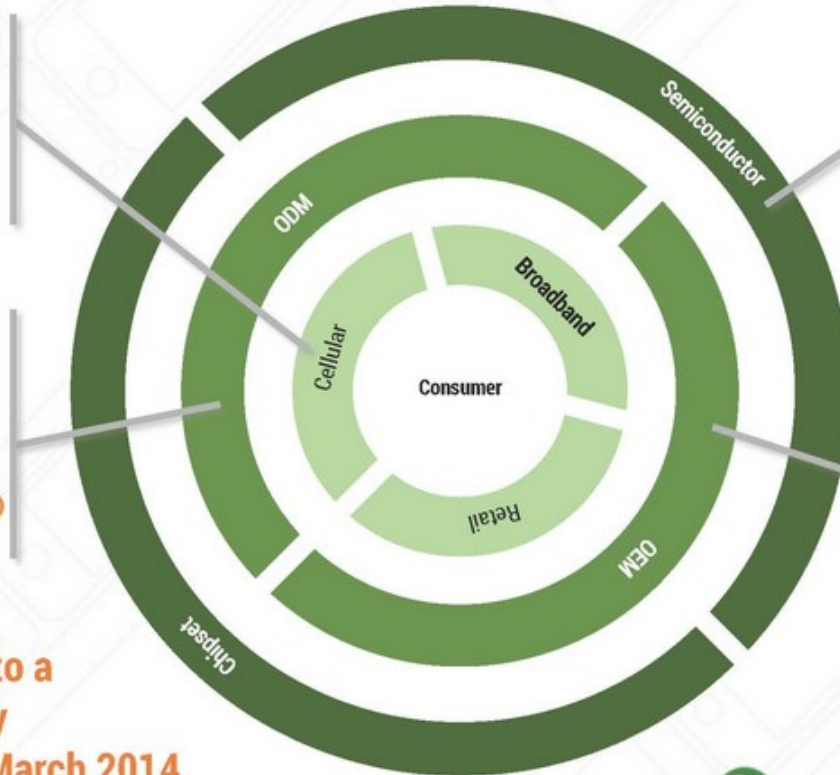 Semiconductor
ODM
Broadband
Cellular
Consumer
Retail
OEM
Chipset
to a
March 2014